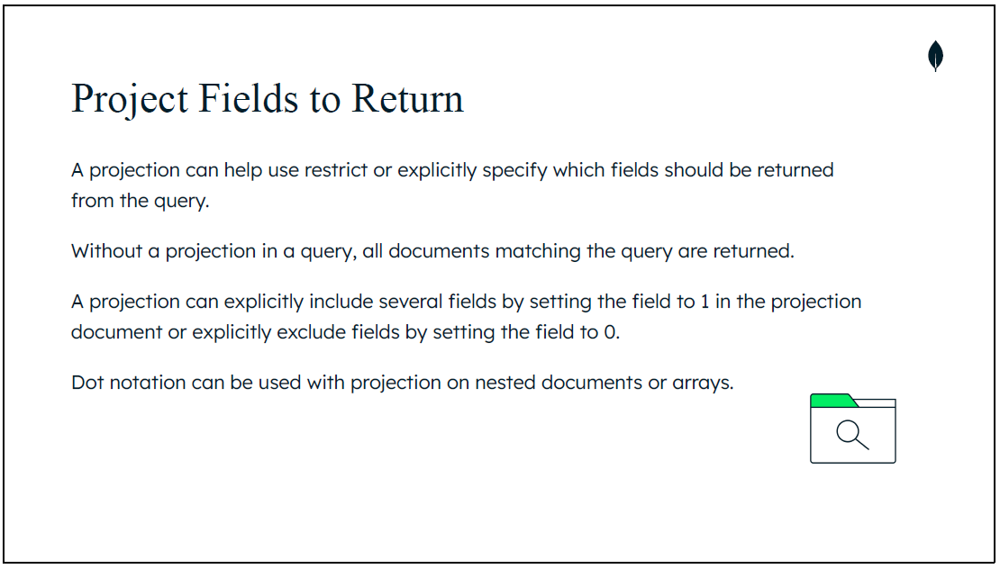 Project Fields to Return
A projection can help use restrict or explicitly specify which fields should be returned
from the query.
Without a projection in a query, all documents matching the query are returned.
A projection can explicitly include several fields by setting the field to 1 in the projection
document or explicitly exclude fields by setting the field to 0.
Dot notation can be used with projection on nested documents or arrays.